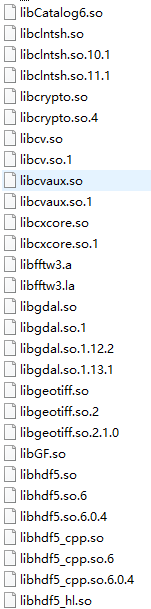 libCatalog6.so
libclntsh.so
libclntsh.so.10.1
libclntsh.so.11.1
libcrypto.so
libcrypto.so.4
libcv.so
libcv.so.1
libcvaux.so
libcvaux.so.1
libcxcore.so
libcxcore.so.1
libfftw3.a
libfftw3.la
libgdal.so
libgdal.so.1
libgdal.so.1.12.2
libgdal.so.1.13.1
libgeotiff.so
libgeotiff.so.2
libgeotiff.so.2.1.0
libGF.so
libhdf5.so
libhdf5.so.6
libhdf5.so.6.0.4
libhdf5_cpp.so
libhdf5_cpp.so.6
libhdf5_cpp.so.6.0.4
libhdf5_hl.so